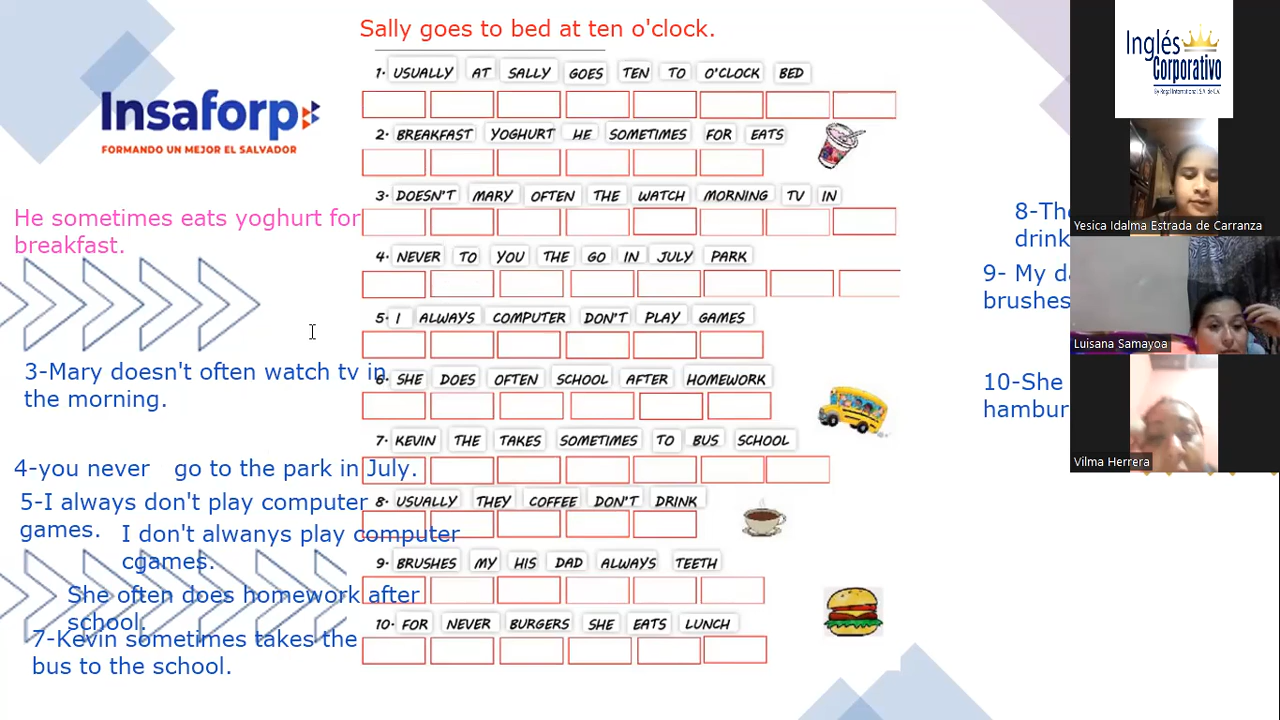 Sally goes to bed at ten o'clock.
1. USUALLY AT SALLY GOES TEN TO O'CLOCK BED
Insaforp
FORMANDO UN MEJOR EL SALVADOR
2. BREAKFAST YOGHURT HE SOMETIMES FOR EATS
3. DOESN'T MARY OFTEN THE WATCH MORNING TV IN
He sometimes eats yoghurt for
breakfast.
4. NEVER TO YOU THE GO IN JULY PARK
5. I ALWAYS COMPUTER DON'T PLAY GAMES
3-Mary doesn't often watch tv in
the morning.
6. SHE DOES OFTEN SCHOOL AFTER HOMEWORK
7. KEVIN THE TAKES SOMETIMES TO BUS SCHOOL
4-you never go to the park in July.
8. USUALLY THEY COFFEE DON'T DRINK
5-I always don't play computer
games.
I don't alwanys play computer
cgames.
9. BRUSHES MY HIS DAD ALWAYS TEETH
She often does homework after
school.
10. FOR NEVER BURGERS SHE EATS LUNCH
7-Kevin sometimes takes the
bus to the school.
8-The
drink
9- My da
brushes
10-She
hambur
Inglés
Corporativo
Yesica Idalma Estrada de Carranza
Luisana Samayoa
Vilma Herrera